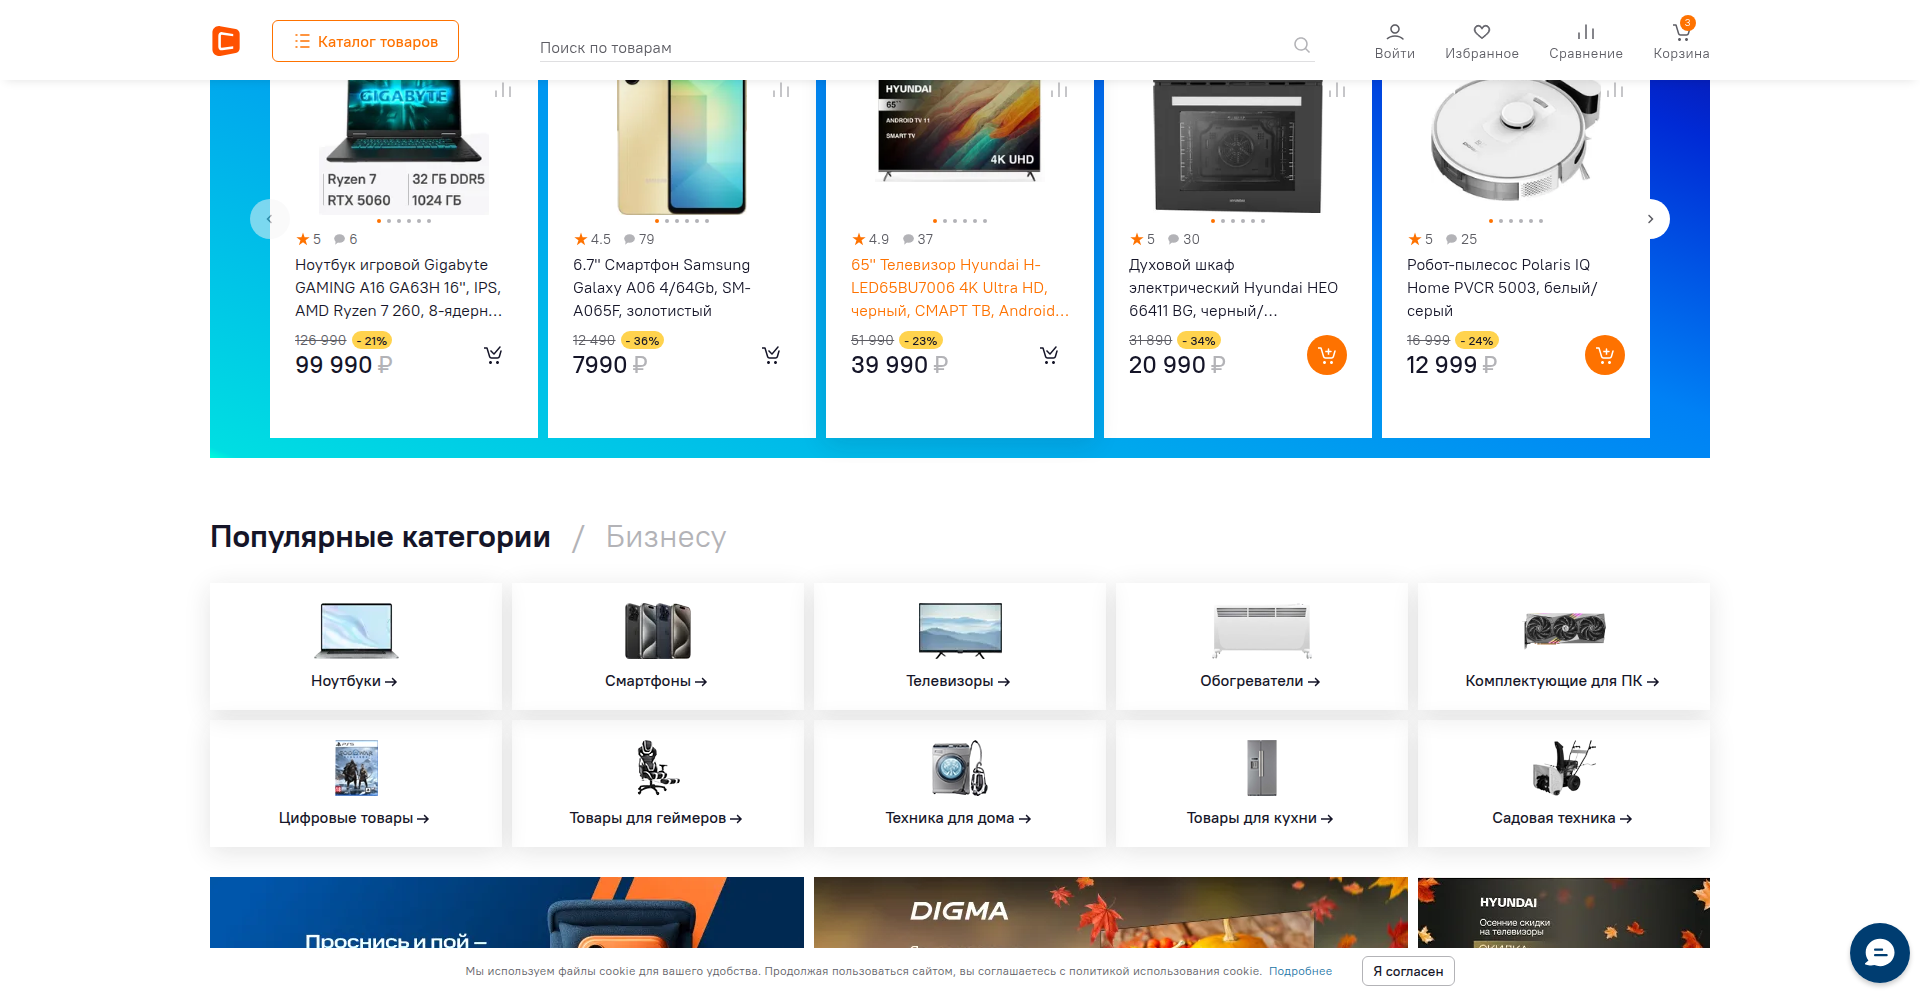 Каталог товаров
Поиск по товарам
Войти
Избранное
Сравнение
3
Корзина
GIGABYTE
Ryzen 7
32 ГБ DDR5
RTX 5060
1024 ГБ
HYUNDAI
65"
ANDROID TV 11
SMART TV
4K UHD
5 6
Ноутбук игровой Gigabyte
GAMING A16 GA63H 16", IPS,
AMD Ryzen 7 260, 8-ядерн...
126 990 - 21%
99 990 ₽
4.5 79
6.7" Смартфон Samsung
Galaxy A06 4/64Gb, SM-
A065F, золотистый
12 490 - 36%
7990 ₽
4.9 37
65" Телевизор Hyundai H-
LED65BU7006 4K Ultra HD,
черный, СМАРТ ТВ, Android...
51 990 - 23%
39 990 ₽
5 30
Духовой шкаф
электрический Hyundai HEO
66411 BG, черный/...
31 890 - 34%
20 990 ₽
5 25
Робот-пылесос Polaris IQ
Home PVCR 5003, белый/
серый
16 999 - 24%
12 999 ₽
Популярные категории / Бизнесу
Ноутбуки →
Смартфоны →
Телевизоры →
Обогреватели →
Комплектующие для ПК →
Цифровые товары →
Товары для геймеров →
Техника для дома →
Товары для кухни →
Садовая техника →
Проснись и пой –
DIGMA
HYUNDAI
Осенние скидки
на телевизоры
СКИДКА
Мы используем файлы cookie для вашего удобства. Продолжая пользоваться сайтом, вы соглашаетесь с политикой использования cookie. Подробнее
Я согласен